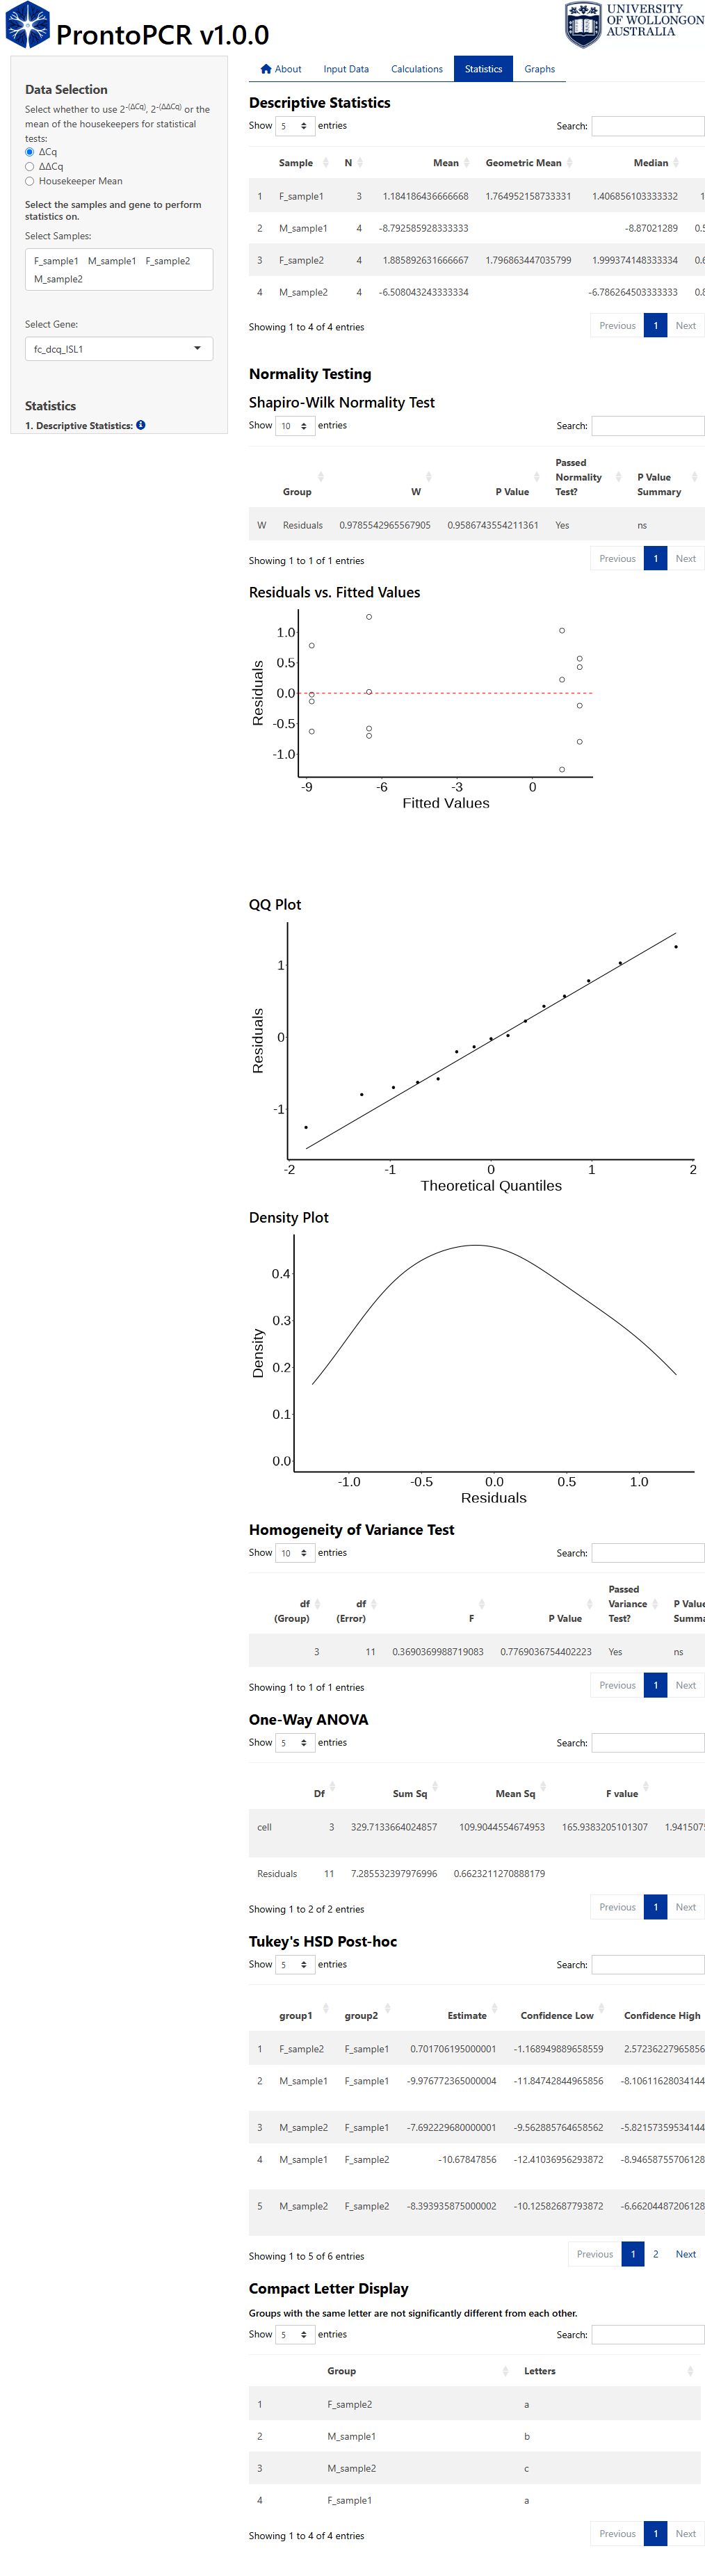 ProntoPCR v1.0.0
UNIVERSITY
OF WOLLONGON
AUSTRALIA
Data Selection
Select whether to use 2-(ΔCq), 2-(ΔΔCq) or the
mean of the housekeepers for statistical
tests:
ΔCq
ΔΔCq
Housekeeper Mean
Select the samples and gene to perform
statistics on.
Select Samples:
F_sample1 M_sample1 F_sample2
M_sample2
Select Gene:
fc_dcq_ISL1
Statistics
1. Descriptive Statistics:
About Input Data Calculations Statistics Graphs
Descriptive Statistics
Show 5 entries Search:
Sample N Mean Geometric Mean Median
1 F_sample1 3 1.184186436666668 1.764952158733331 1.406856103333332 1
2 M_sample1 4 -8.792585928333333 -8.87021289 0.5
3 F_sample2 4 1.885892631666667 1.796863447035799 1.999374148333334 0.6
4 M_sample2 4 -6.508043243333334 -6.786264503333333 0.8
Showing 1 to 4 of 4 entries Previous 1 Next
Normality Testing
Shapiro-Wilk Normality Test
Show 10 entries Search:
Passed
Normality P Value
Group W P Value Test? Summary
W Residuals 0.9785542965567905 0.9586743554211361 Yes ns
Showing 1 to 1 of 1 entries Previous 1 Next
Residuals vs. Fitted Values
Residuals
1.0
0.5
0.0
-0.5
-1.0
-9 -6 -3 0
Fitted Values
QQ Plot
Residuals
1
0
-1
-2 -1 0 1 2
Theoretical Quantiles
Density Plot
Density
0.4
0.3
0.2
0.1
0.0
-1.0 -0.5 0.0 0.5 1.0
Residuals
Homogeneity of Variance Test
Show 10 entries Search:
Passed
df df Variance P Value
(Group) (Error) F P Value Test? Summa
3 11 0.3690369988719083 0.7769036754402223 Yes ns
Showing 1 to 1 of 1 entries Previous 1 Next
One-Way ANOVA
Show 5 entries Search:
Df Sum Sq Mean Sq F value
cell 3 329.7133664024857 109.9044554674953 165.9383205101307 1.941507
Residuals 11 7.285532397976996 0.6623211270888179
Showing 1 to 2 of 2 entries Previous 1 Next
Tukey's HSD Post-hoc
Show 5 entries Search:
group1 group2 Estimate Confidence Low Confidence High
1 F_sample2 F_sample1 0.701706195000001 -1.168949889658559 2.57236227965856
2 M_sample1 F_sample1 -9.976772365000004 -11.84742844965856 -8.10611628034144
3 M_sample2 F_sample1 -7.692229680000001 -9.562885764658562 -5.82157359534144
4 M_sample1 F_sample2 -10.67847856 -12.41036956293872 -8.94658755706128
5 M_sample2 F_sample2 -8.393935875000002 -10.12582687793872 -6.66204487206128
Showing 1 to 5 of 6 entries Previous 1 2 Next
Compact Letter Display
Groups with the same letter are not significantly different from each other.
Show 5 entries Search:
Group Letters
1 F_sample2 a
2 M_sample1 b
3 M_sample2 c
4 F_sample1 a
Showing 1 to 4 of 4 entries Previous 1 Next